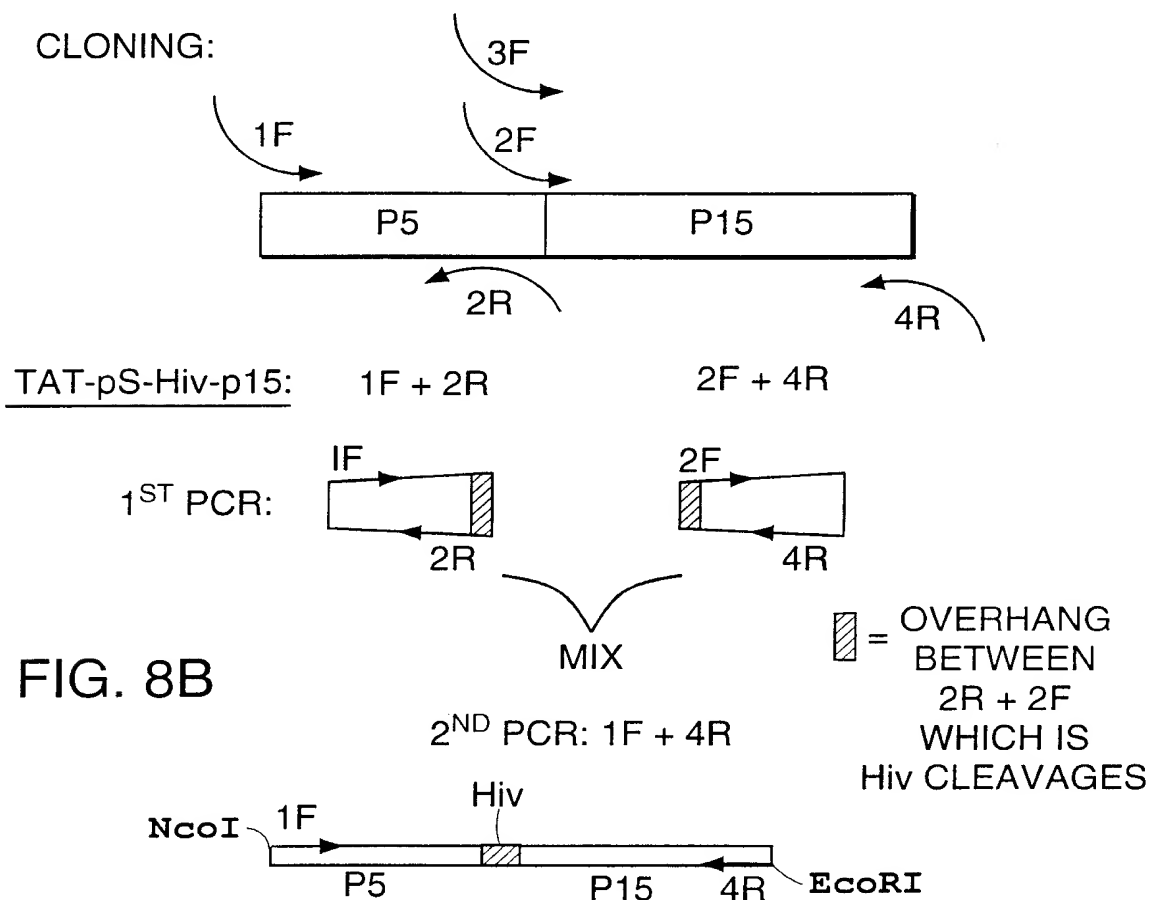 CLONING:
3F
1F
2F
P5 P15
2R
4R
TAT-pS-Hiv-p15: 1F + 2R 2F + 4R
1ST PCR:
IF 2F
2R 4R
MIX
= OVERHANG
BETWEEN
2R + 2F
WHICH IS
Hiv CLEAVAGES
FIG. 8B
2ND PCR: 1F + 4R
Hiv
NcoI 1F
P5 P15 4R EcoRI